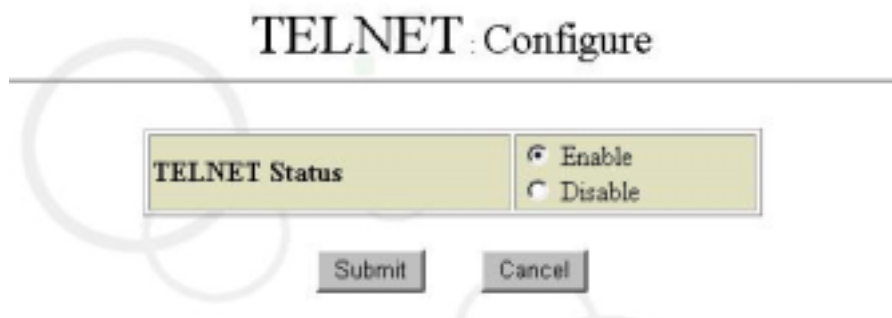 TELNET : Configure
TELNET Status
Enable
Disable
Submit Cancel